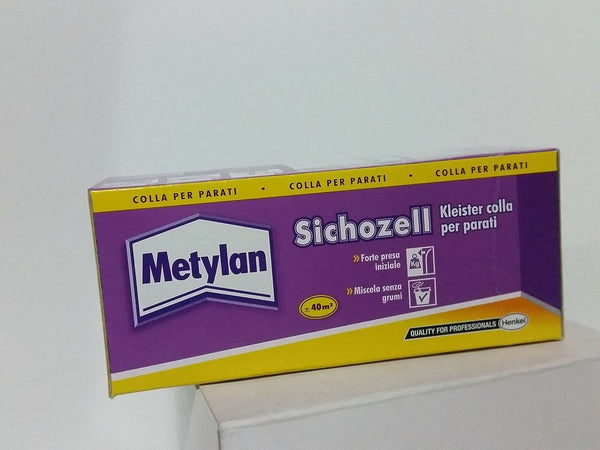 COLLA PER PARATI • COLLA PER PARATI • COLLA PER PARATI
Metylan
Sichozell
Kleister colla
per parati
» Forte presa
iniziale
Kg
» Miscela senza
grumi
± 40m²
QUALITY FOR PROFESSIONALS
Henkel